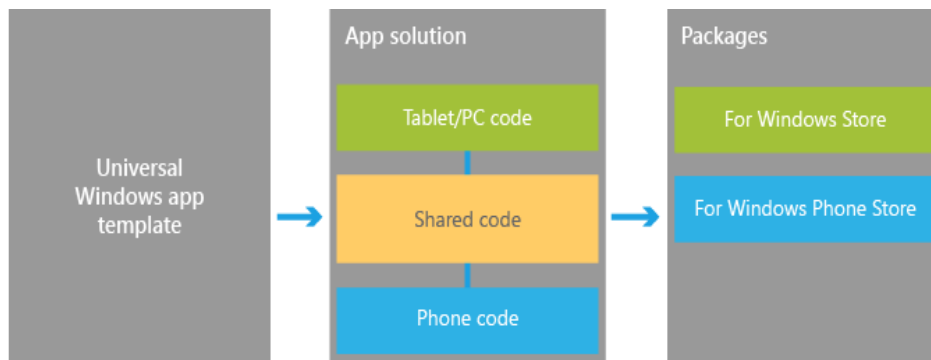 Universal
Windows app
template
App solution
Tablet/PC code
Shared code
Phone code
Packages
For Windows Store
For Windows Phone Store